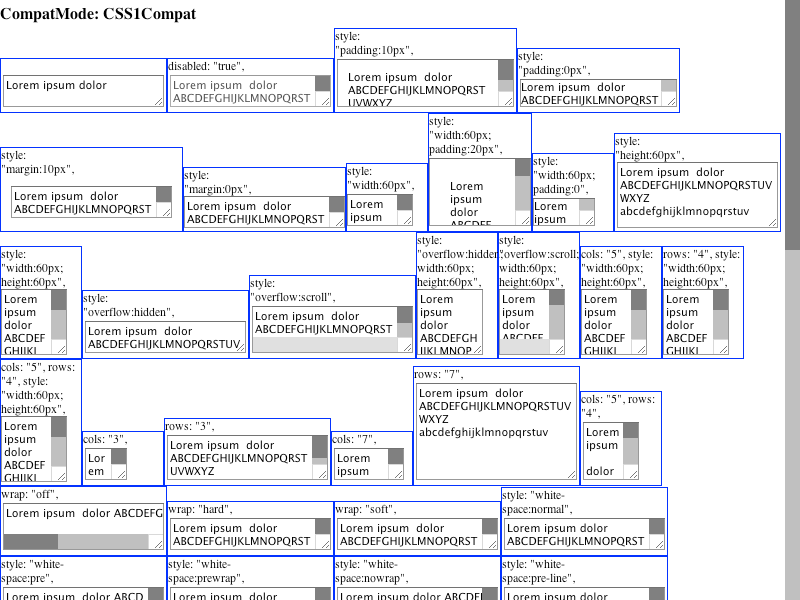 CompatMode: CSS1Compat
Lorem ipsum dolor
disabled: "true",
Lorem ipsum  dolor
ABCDEFGHIJKLMNOPQRST
style:
"padding:10px",
Lorem ipsum  dolor
ABCDEFGHIJKLMNOPQRST
UVWXYZ
style:
"padding:0px",
Lorem ipsum  dolor
ABCDEFGHIJKLMNOPQRST
style:
"margin:10px",
Lorem ipsum  dolor
ABCDEFGHIJKLMNOPQRST
style:
"margin:0px",
Lorem ipsum  dolor
ABCDEFGHIJKLMNOPQRST
style:
"width:60px",
Lorem
ipsum
style:
"width:60px;
padding:20px",
Lorem
ipsum
dolor
ABCDEF
style:
"width:60px;
padding:0",
Lorem
ipsum
style:
"height:60px",
Lorem ipsum  dolor
ABCDEFGHIJKLMNOPQRSTUV
WXYZ
abcdefghijklmnopqrstuv
style:
"width:60px;
height:60px",
Lorem
ipsum
dolor
ABCDEF
GHIJKL
style:
"overflow:hidden",
Lorem ipsum  dolor
ABCDEFGHIJKLMNOPQRSTUV
style:
"overflow:scroll",
Lorem ipsum  dolor
ABCDEFGHIJKLMNOPQRST
style:
"overflow:hidden;
width:60px;
height:60px",
Lorem
ipsum
dolor
ABCDEFGH
IJKLMNOP
style:
"overflow:scroll;
width:60px;
height:60px",
Lorem
ipsum
dolor
ABCDEF
cols: "5", style:
"width:60px;
height:60px",
Lorem
ipsum
dolor
ABCDEF
GHIJKL
rows: "4", style:
"width:60px;
height:60px",
Lorem
ipsum
dolor
ABCDEF
GHIJKL
cols: "5", rows:
"4", style:
"width:60px;
height:60px",
Lorem
ipsum
dolor
ABCDEF
GHIJKL
cols: "3",
Lor
em
rows: "3",
Lorem ipsum  dolor
ABCDEFGHIJKLMNOPQRST
UVWXYZ
cols: "7",
Lorem
ipsum
rows: "7",
Lorem ipsum  dolor
ABCDEFGHIJKLMNOPQRSTUV
WXYZ
abcdefghijklmnopqrstuv
cols: "5", rows:
"4",
Lorem
ipsum
dolor
wrap: "off",
Lorem ipsum  dolor ABCDEFG
wrap: "hard",
Lorem ipsum  dolor
ABCDEFGHIJKLMNOPQRST
wrap: "soft",
Lorem ipsum  dolor
ABCDEFGHIJKLMNOPQRST
style: "white-
space:normal",
Lorem ipsum dolor
ABCDEFGHIJKLMNOPQRST
style: "white-
space:pre",
Lorem ipsum  dolor ABCD
style: "white-
space:prewrap",
Lorem ipsum  dolor
style: "white-
space:nowrap",
Lorem ipsum dolor ABCDEF
style: "white-
space:pre-line",
Lorem ipsum dolor